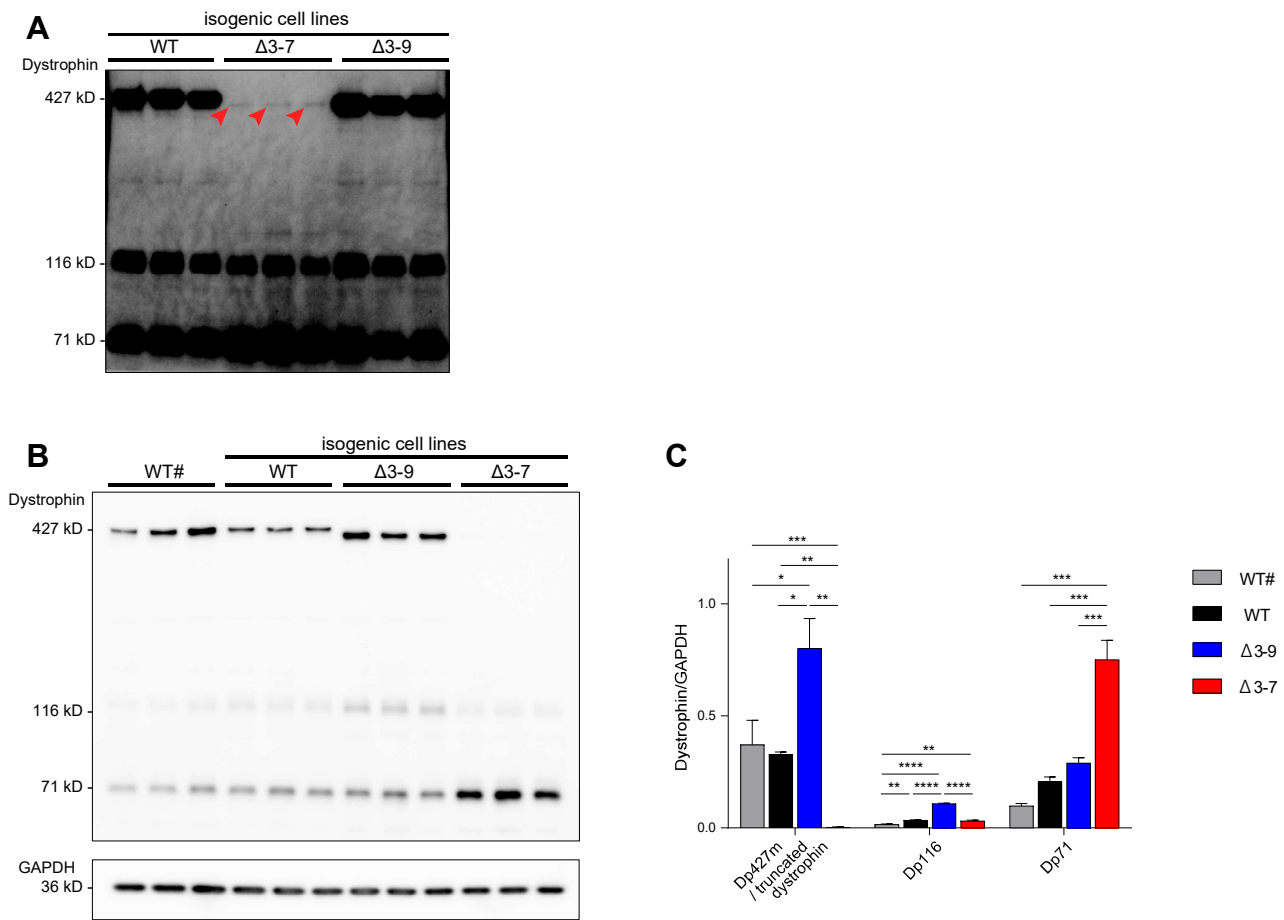 A
isogenic cell lines
WT Δ3-7 Δ3-9
Dystrophin
427 kD
116 kD
71 kD
B
isogenic cell lines
WT# WT Δ3-9 Δ3-7
Dystrophin
427 kD
116 kD
71 kD
GAPDH
36 kD
C
Dystrophin/GAPDH
1.0
0.5
0.0
***
**
*
* **
**
****
** **** ****
***
***
***
Dp427m
/ truncated
dystrophin
Dp116
Dp71
WT#
WT
Δ3-9
Δ3-7